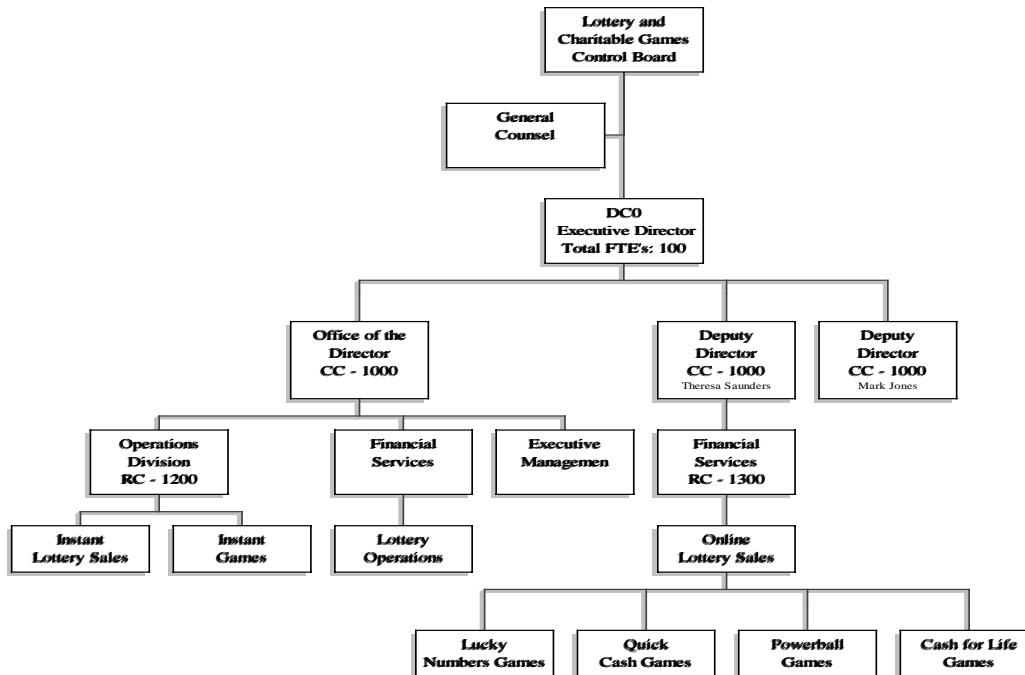 Lottery and
Charitable Games
Control Board
General
Counsel
DC0
Executive Director
Total FTE's: 100
Office of the
Director
CC - 1000
Deputy
Director
CC - 1000
Theresa Saunders
Deputy
Director
CC - 1000
Mark Jones
Operations
Division
RC - 1200
Financial
Services
Executive
Managemen
Financial
Services
RC - 1300
Instant
Lottery Sales
Instant
Games
Lottery
Operations
Online
Lottery Sales
Lucky
Numbers Games
Quick
Cash Games
Powerball
Games
Cash for Life
Games